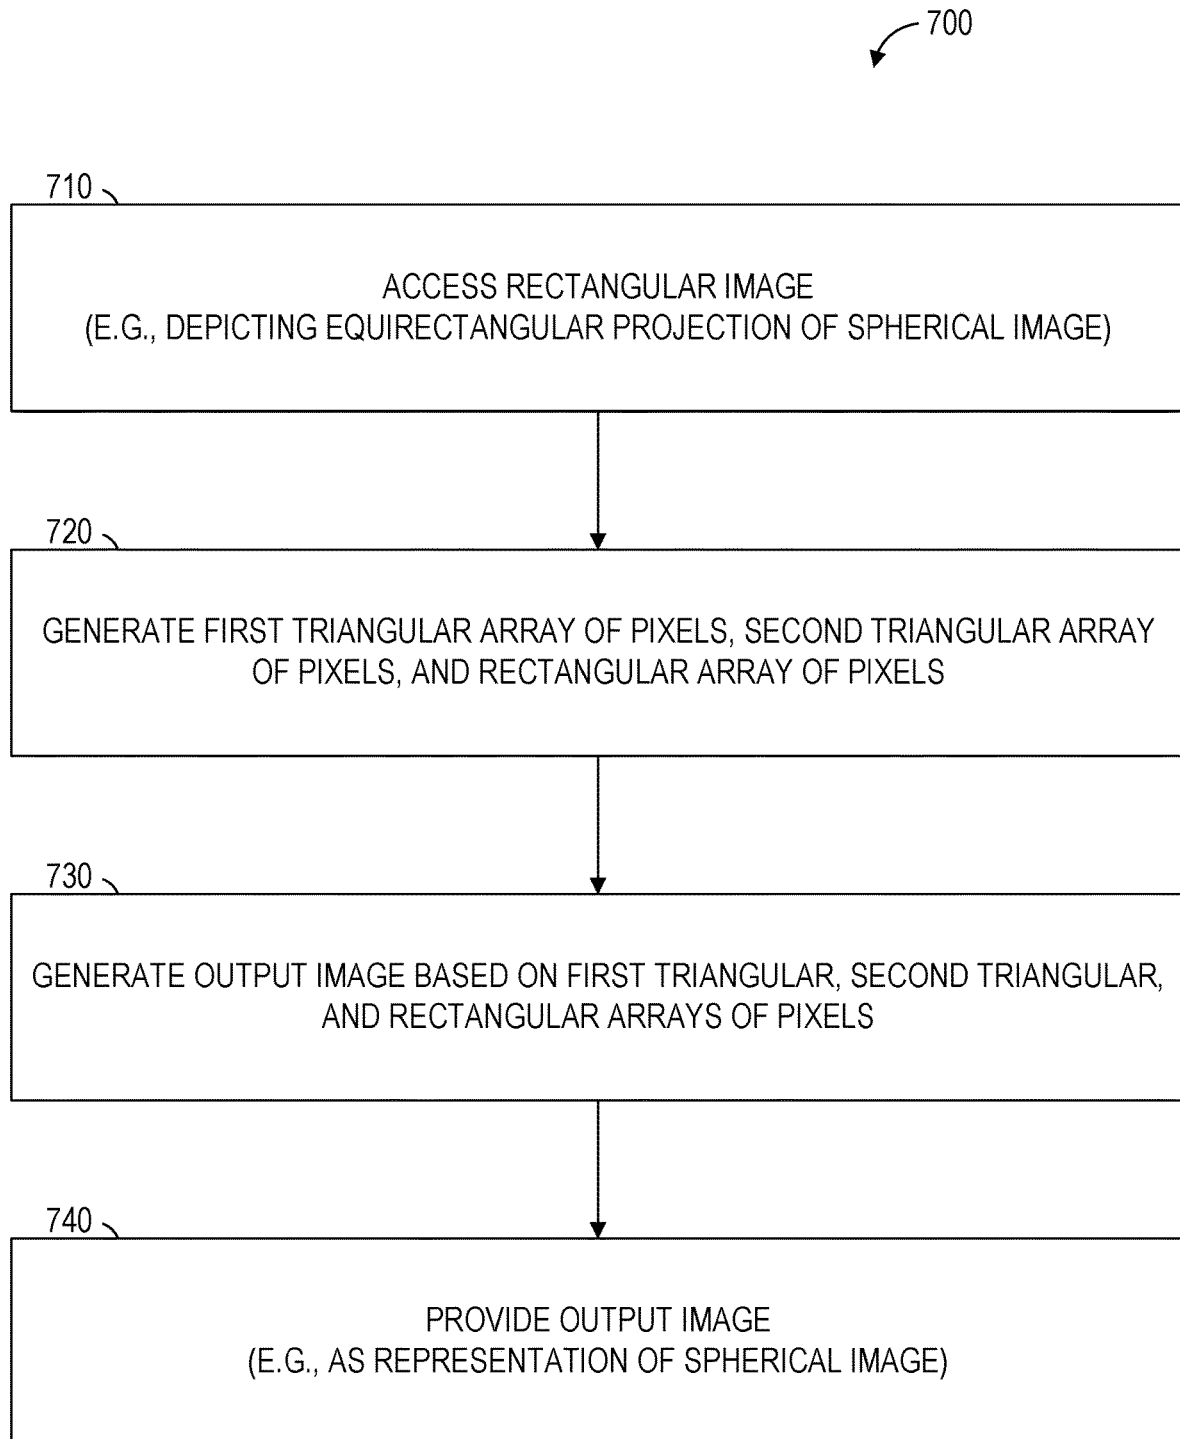 700
710
ACCESS RECTANGULAR IMAGE
(E.G., DEPICTING EQUIRECTANGULAR PROJECTION OF SPHERICAL IMAGE)
720
GENERATE FIRST TRIANGULAR ARRAY OF PIXELS, SECOND TRIANGULAR ARRAY
OF PIXELS, AND RECTANGULAR ARRAY OF PIXELS
730
GENERATE OUTPUT IMAGE BASED ON FIRST TRIANGULAR, SECOND TRIANGULAR,
AND RECTANGULAR ARRAYS OF PIXELS
740
PROVIDE OUTPUT IMAGE
(E.G., AS REPRESENTATION OF SPHERICAL IMAGE)